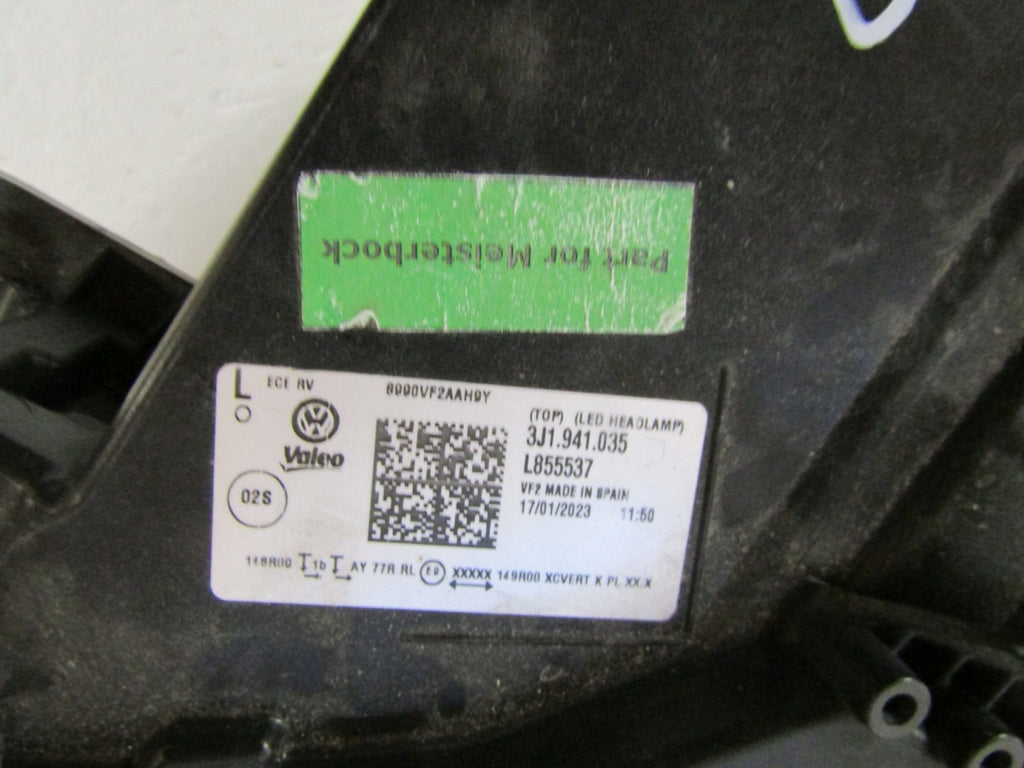 Part for Meisterbock
L ECE RV 8990VF2AAH9Y
(TOP) (LED HEADLAMP)
3J1.941.035
Valeo
L855537
02S
VF2 MADE IN SPAIN
17/01/2023 11:50
1b AY 77R RL E9 XXXXX 149R00 XCVERT K PL XX.X